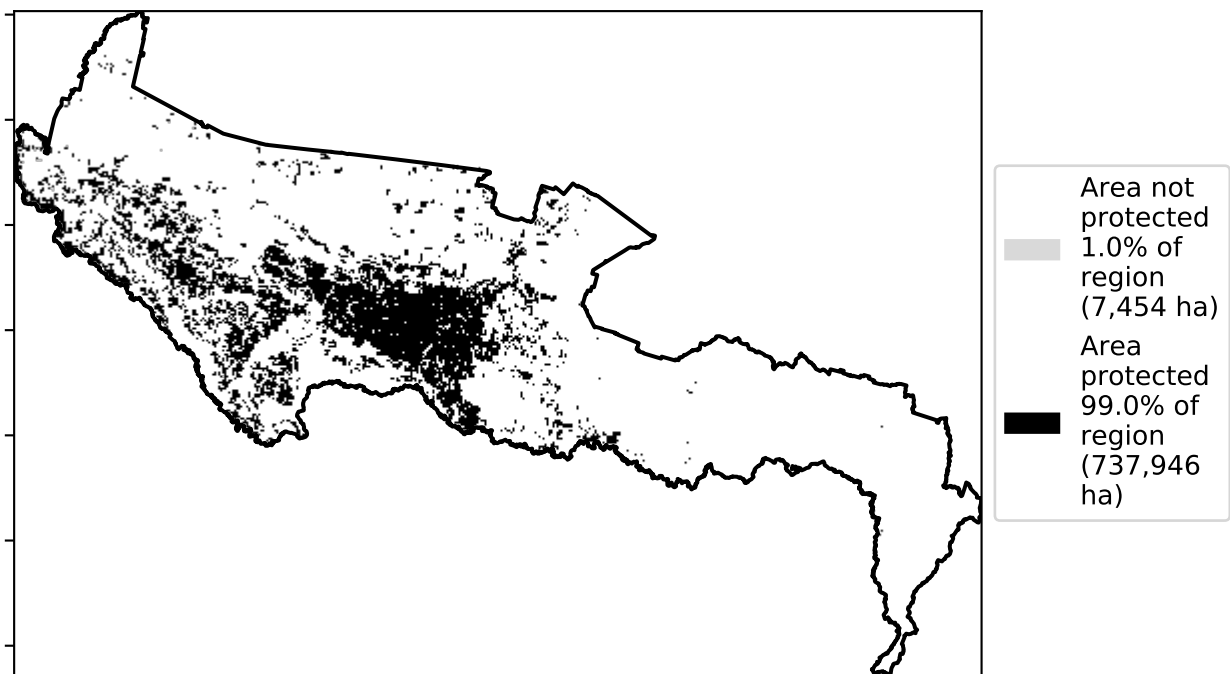 Area not
protected
1.0% of
region
(7,454 ha)
Area
protected
99.0% of
region
(737,946
ha)